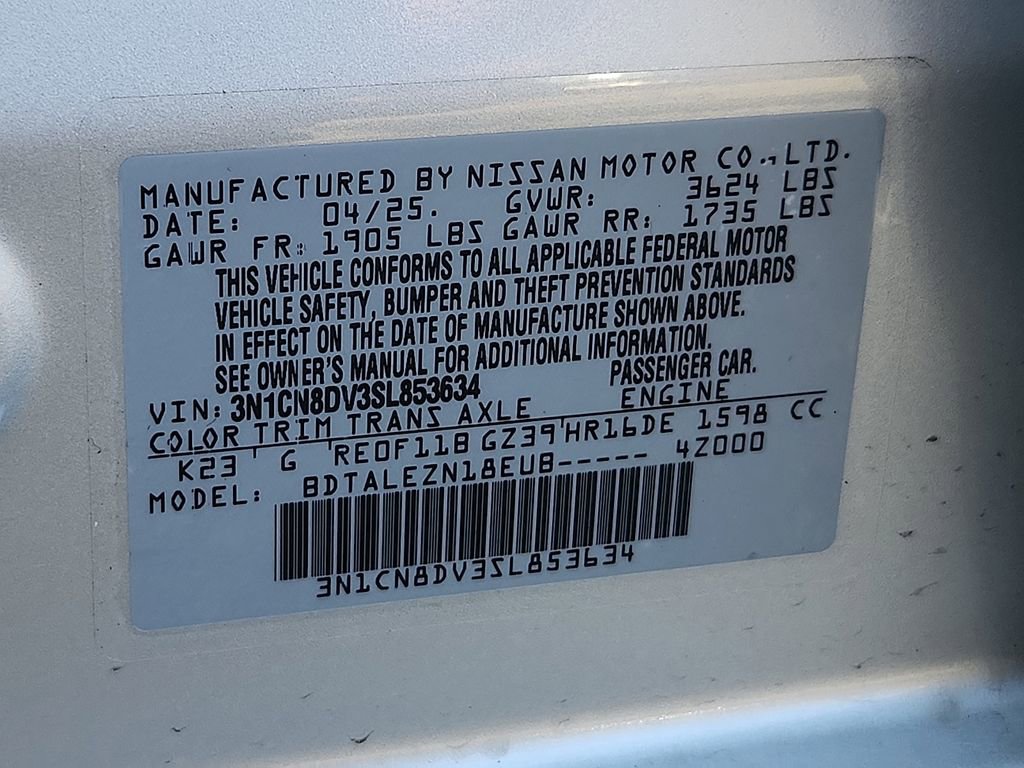 MANUFACTURED BY NISSAN MOTOR CO.,LTD.
DATE: 04/25. GVWR: 3624 LBS
GAWR FR: 1905 LBS GAWR RR: 1735 LBS
THIS VEHICLE CONFORMS TO ALL APPLICABLE FEDERAL MOTOR
VEHICLE SAFETY, BUMPER AND THEFT PREVENTION STANDARDS
IN EFFECT ON THE DATE OF MANUFACTURE SHOWN ABOVE.
SEE OWNER'S MANUAL FOR ADDITIONAL INFORMATION.
VIN: 3N1CN8DV3SL853634 PASSENGER CAR.
COLOR TRIM TRANS AXLE ENGINE
K23 ' G 'RE0F11B GZ39'HR16DE 1598 CC
MODEL: BDTALEZN18EUB----- 4Z000
3N1CN8DV3SL853634